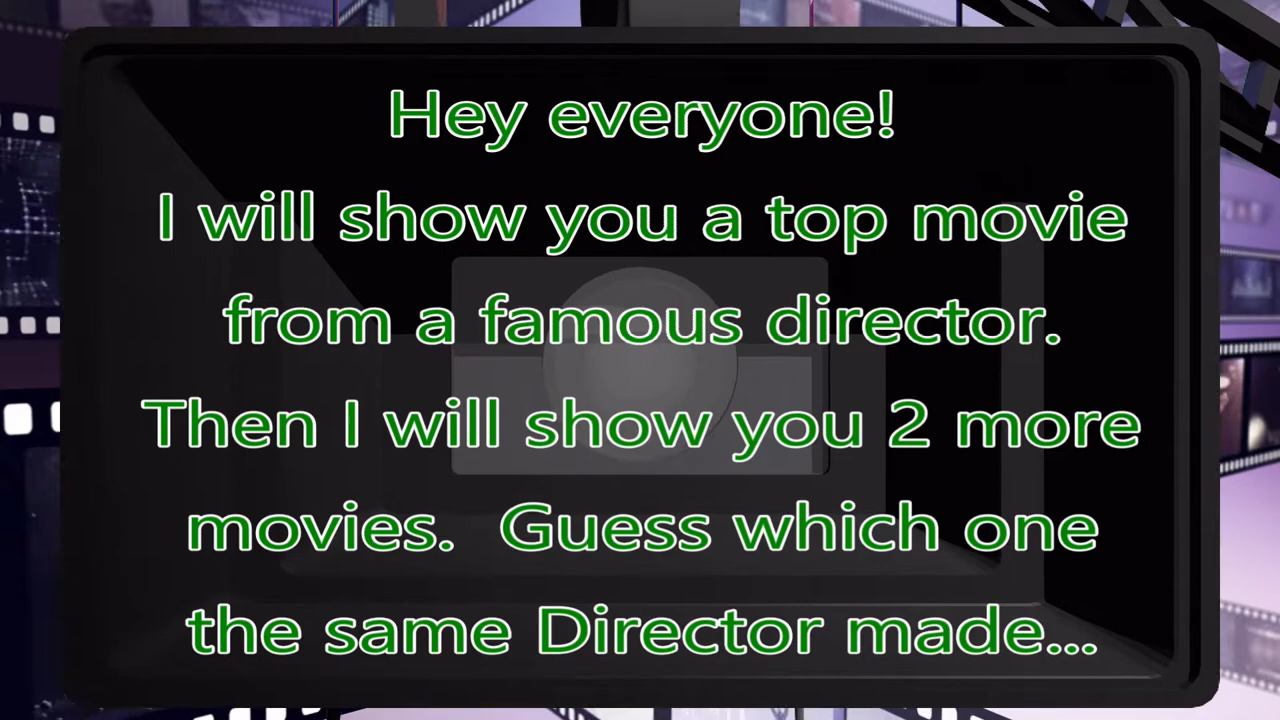 Hey everyone!
I will show you a top movie
from a famous director.
Then I will show you 2 more
movies.  Guess which one
the same Director made...